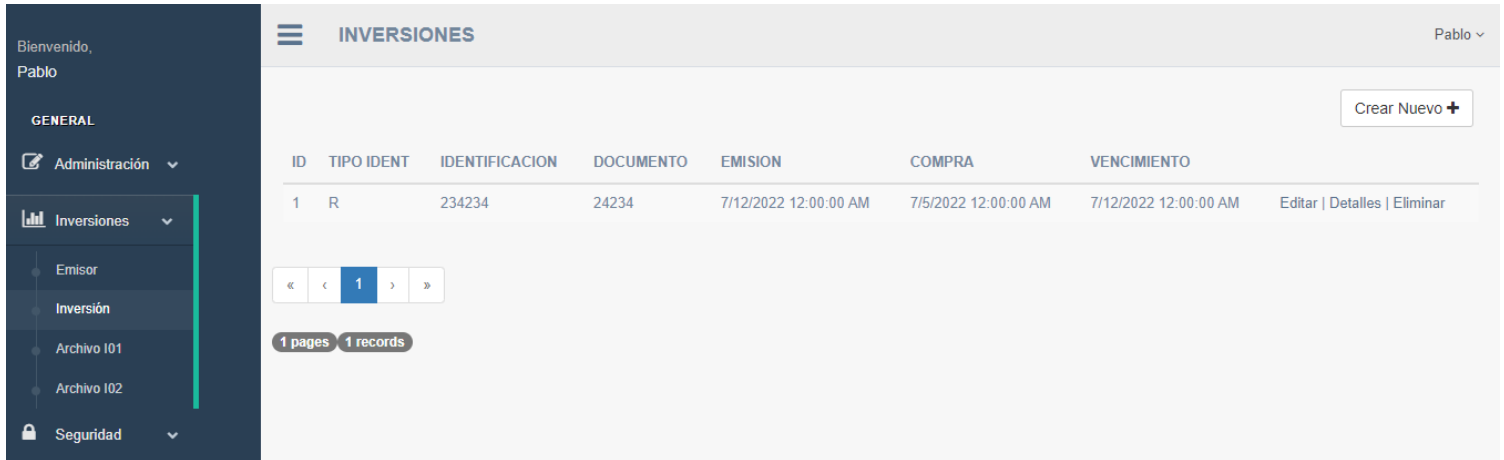 Bienvenido,
Pablo
GENERAL
Administración
Inversiones
Emisor
Inversión
Archivo I01
Archivo I02
Seguridad
INVERSIONES
Pablo
Crear Nuevo +
ID TIPO IDENT IDENTIFICACION DOCUMENTO EMISION COMPRA VENCIMIENTO
1 R 234234 24234 7/12/2022 12:00:00 AM 7/5/2022 12:00:00 AM 7/12/2022 12:00:00 AM Editar | Detalles | Eliminar
« ‹ 1 › »
1 pages 1 records